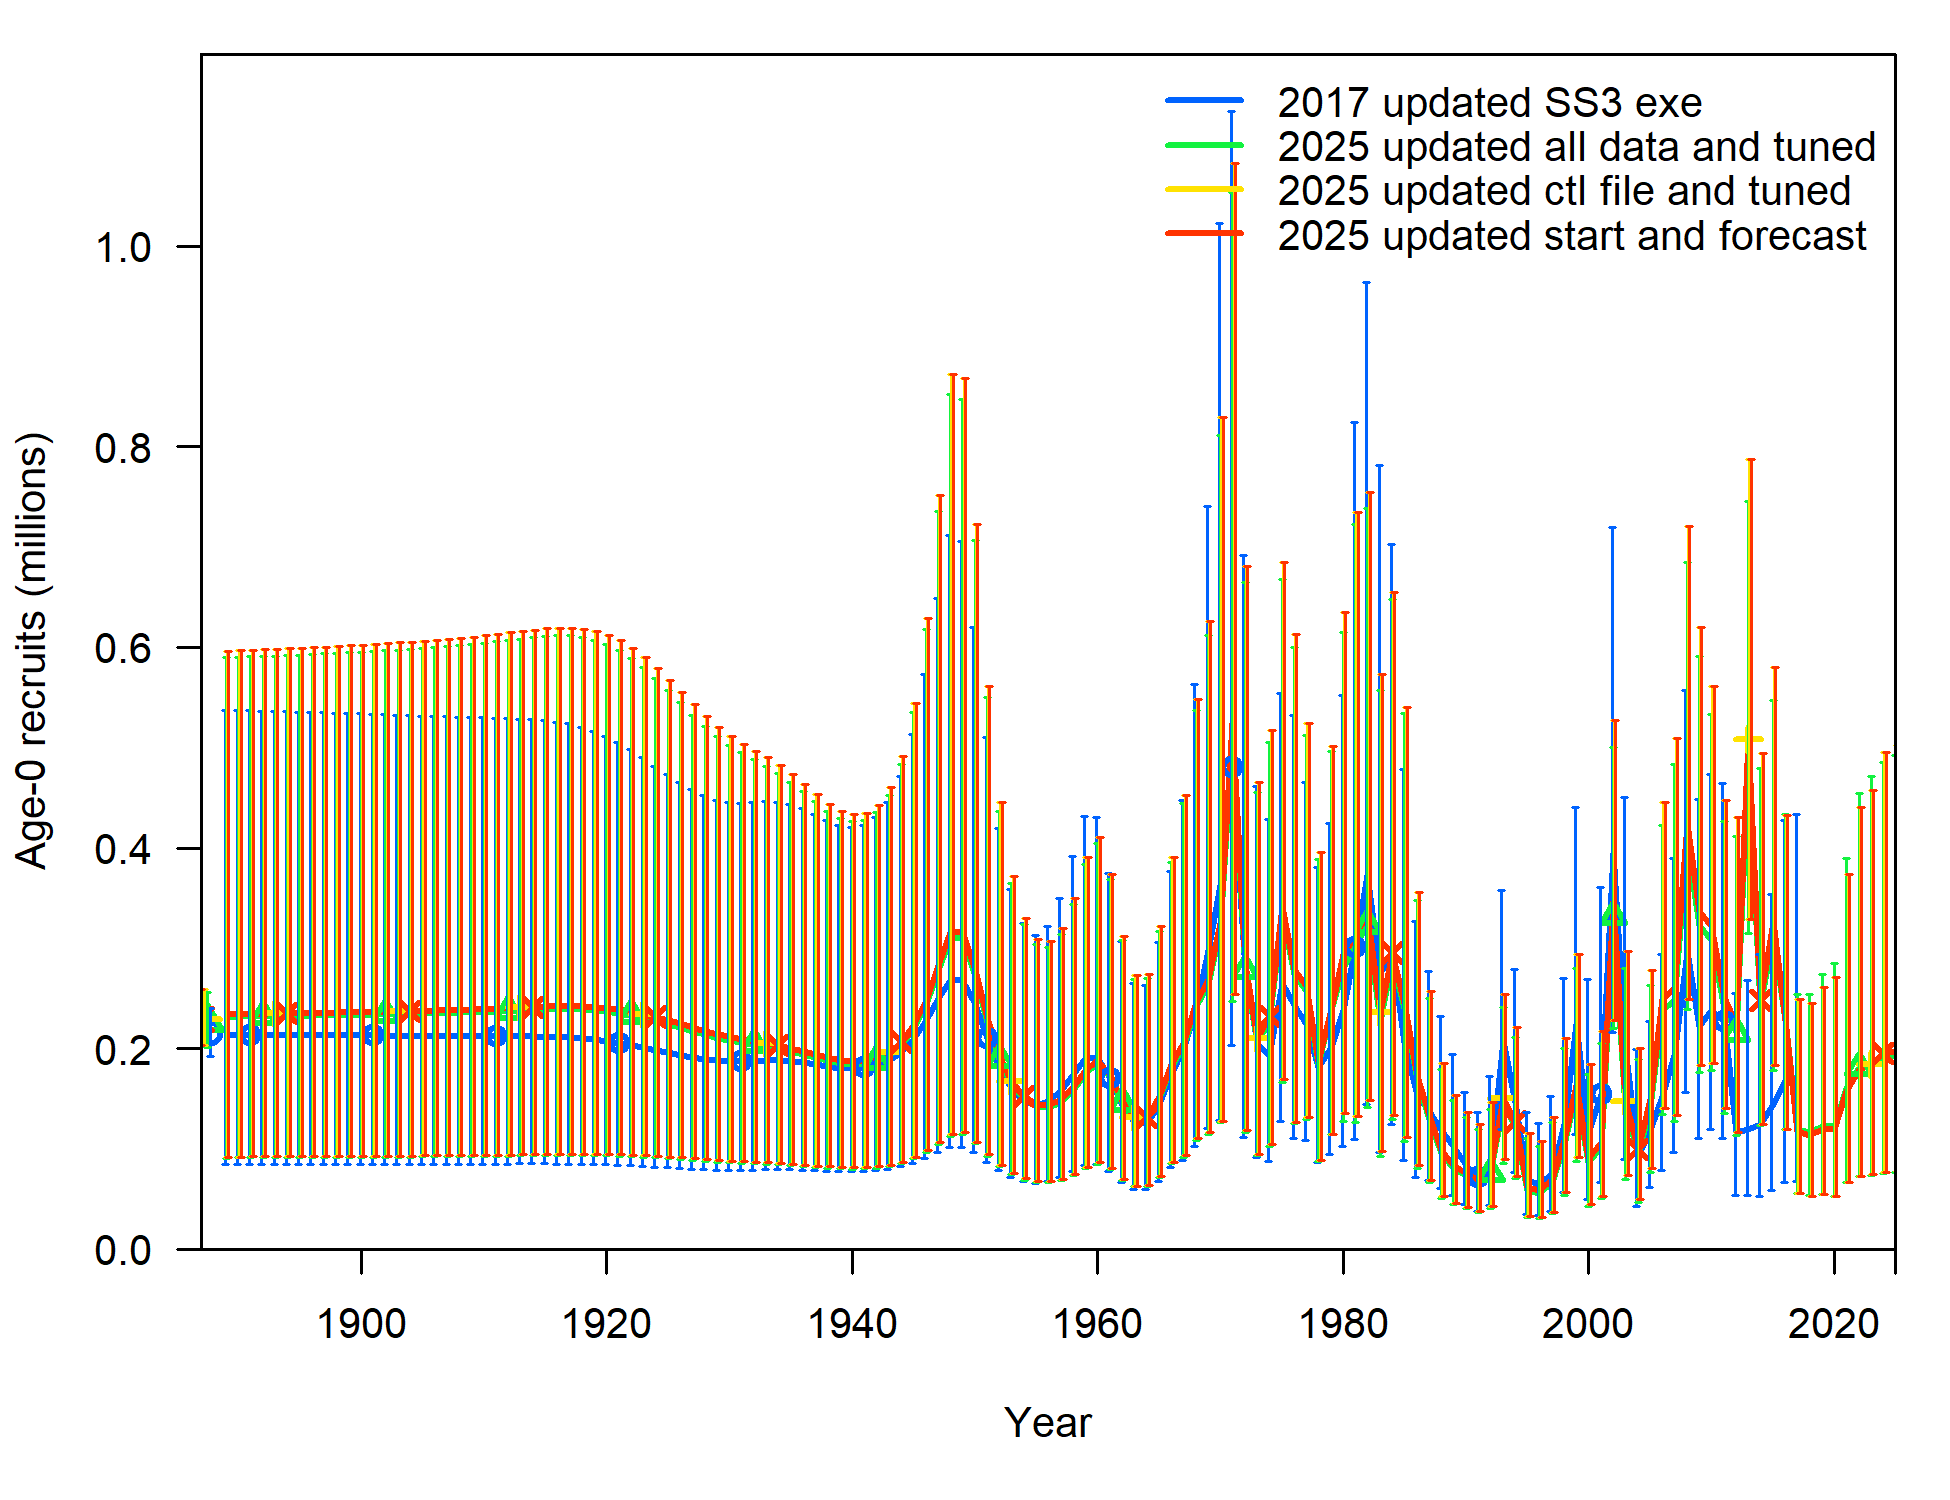 2017 updated SS3 exe
2025 updated all data and tuned
2025 updated ctl file and tuned
2025 updated start and forecast
Age-0 recruits (millions)
1.0
0.8
0.6
0.4
0.2
0.0
1900 1920 1940 1960 1980 2000 2020
Year